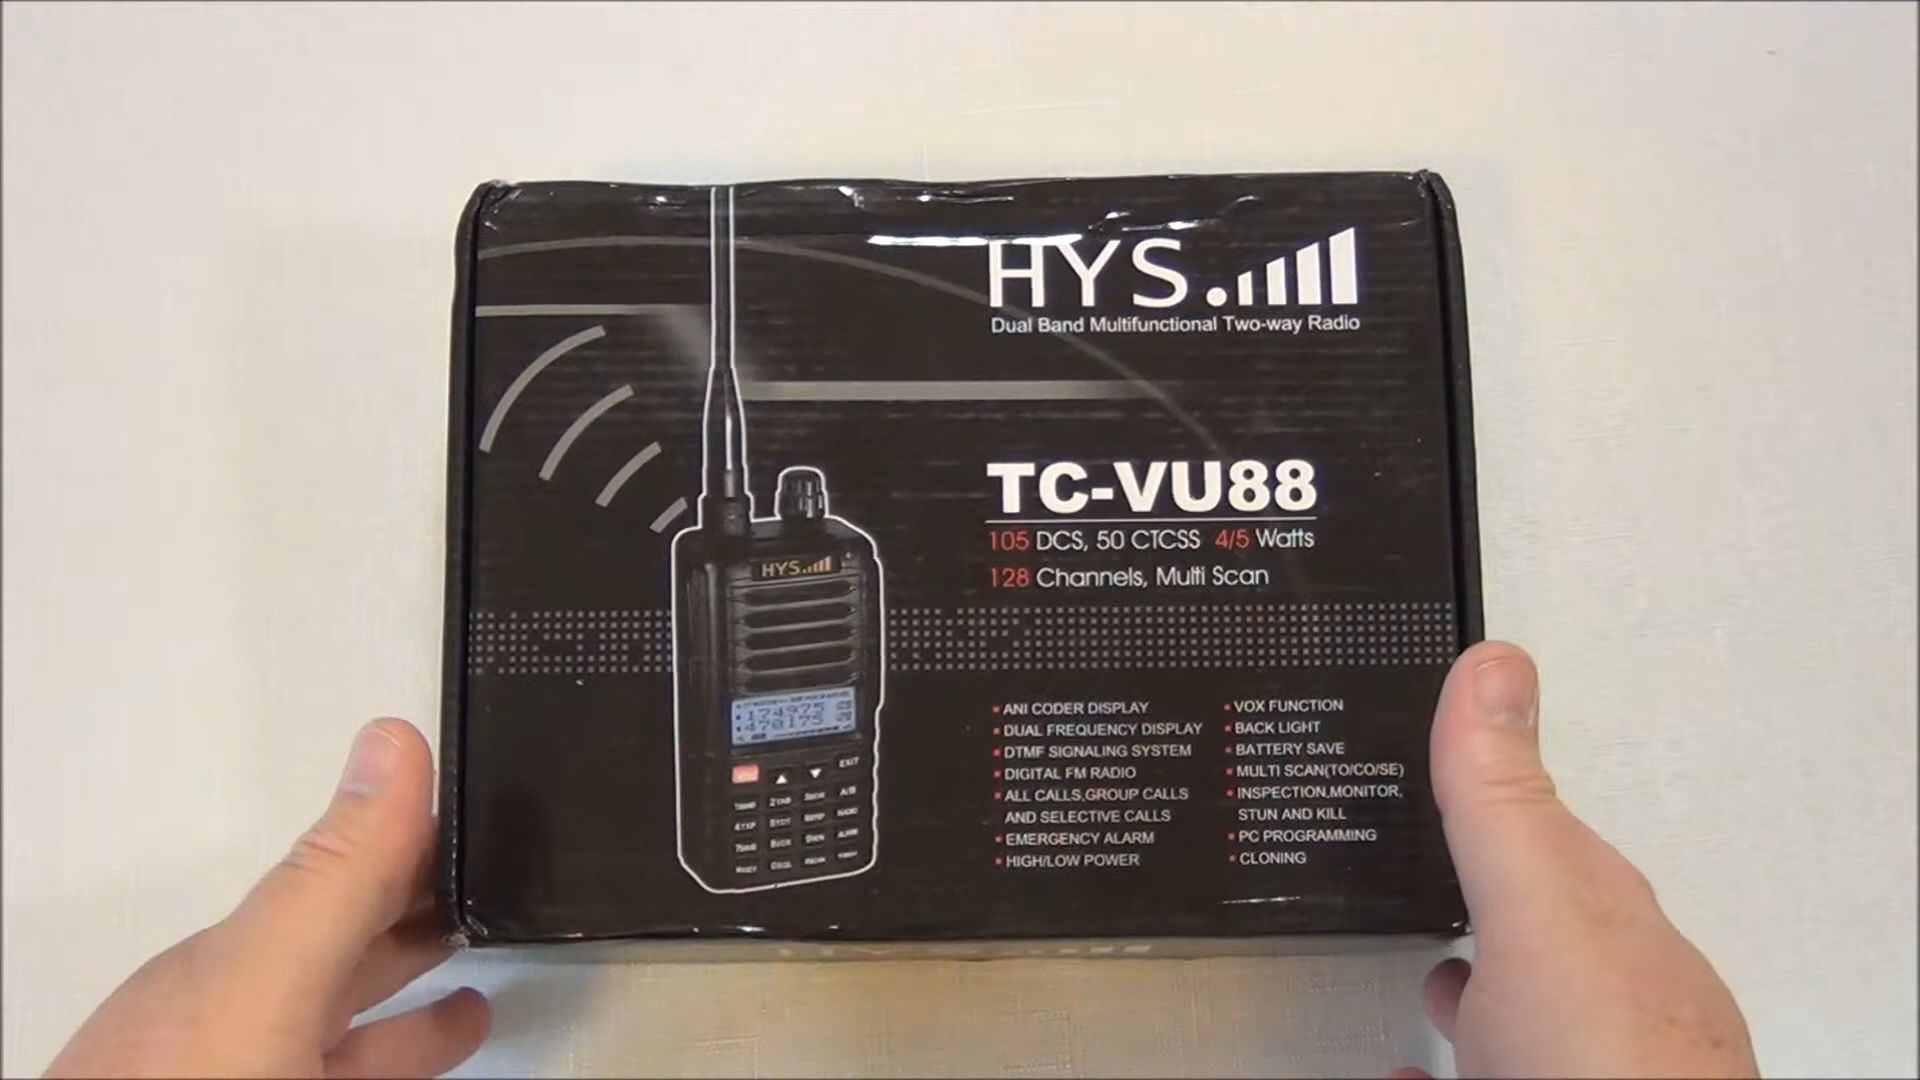 HYS
Dual Band Multifunctional Two-way Radio
TC-VU88
105 DCS, 50 CTCSS 4/5 Watts
128 Channels, Multi Scan
HYS
174975
470175
EXIT
A/B
ANI CODER DISPLAY
DUAL FREQUENCY DISPLAY
DTMF SIGNALING SYSTEM
DIGITAL FM RADIO
ALL CALLS,GROUP CALLS
AND SELECTIVE CALLS
EMERGENCY ALARM
HIGH/LOW POWER
VOX FUNCTION
BACK LIGHT
BATTERY SAVE
MULTI SCAN(TO/CO/SE)
INSPECTION,MONITOR,
STUN AND KILL
PC PROGRAMMING
CLONING